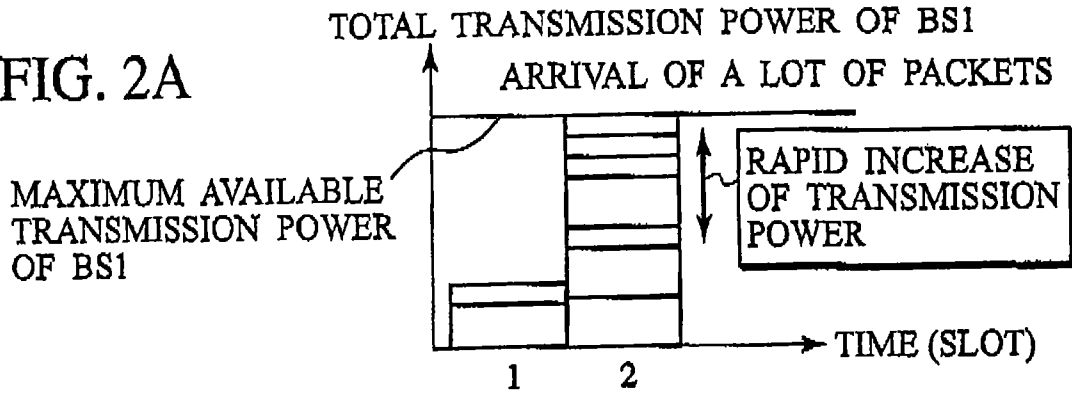 TOTAL TRANSMISSION POWER OF BS1
FIG. 2A
ARRIVAL OF A LOT OF PACKETS
MAXIMUM AVAILABLE
TRANSMISSION POWER
OF BS1
RAPID INCREASE
OF TRANSMISSION
POWER
TIME (SLOT)
1 2